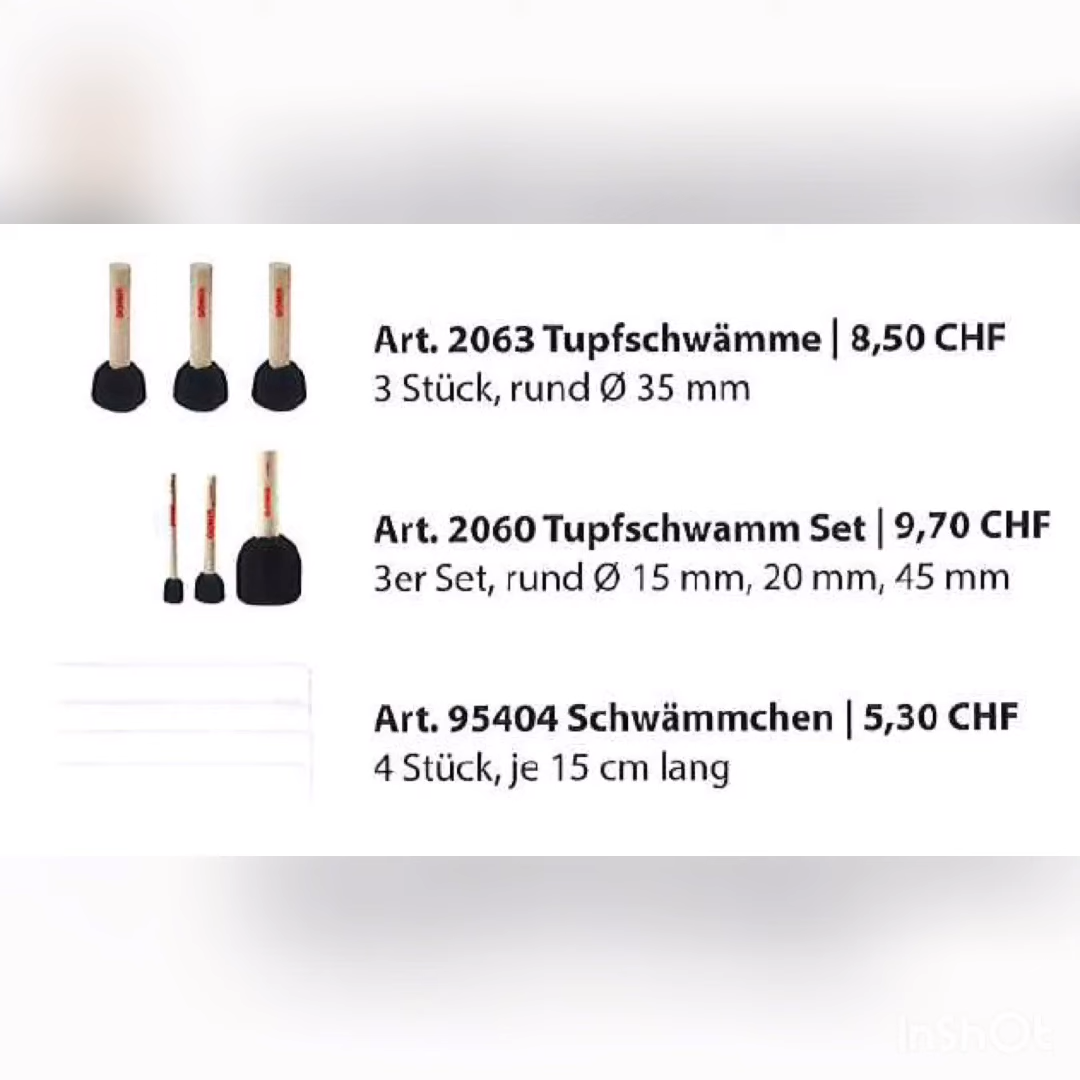 Art. 2063 Tupfschwämme | 8,50 CHF
3 Stück, rund Ø 35 mm
Art. 2060 Tupfschwamm Set | 9,70 CHF
3er Set, rund Ø 15 mm, 20 mm, 45 mm
Art. 95404 Schwämmchen | 5,30 CHF
4 Stück, je 15 cm lang
InShOt